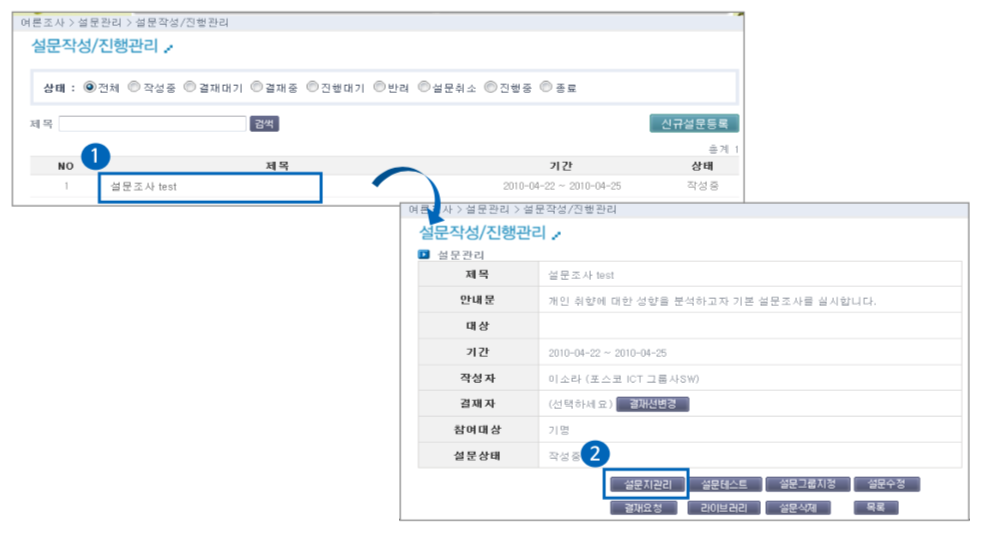 여론조사 > 설문관리 > 설문작성/진행관리
설문작성/진행관리
상태 : 전체 작성중 결재대기 결재중 진행대기 반려 설문취소 진행중 종료
제목 검색 신규설문등록
총계 1
1
NO 제목 기간 상태
1 설문조사 test 2010-04-22 ~ 2010-04-25 작성중
여론조사 > 설문관리 > 설문작성/진행관리
설문작성/진행관리
설문관리
제목 설문조사 test
안내문 개인 취향에 대한 성향를 분석하고자 기본 설문조사를 실시합니다.
대상
기간 2010-04-22 ~ 2010-04-25
작성자 이소라 (포스코 ICT 그룹사SW)
결재자 (선택하세요) 결재선변경
참여대상 기명
설문상태 작성중
2
설문지관리 설문테스트 설문그룹지정 설문수정
결재요청 라이브러리 설문삭제 목록